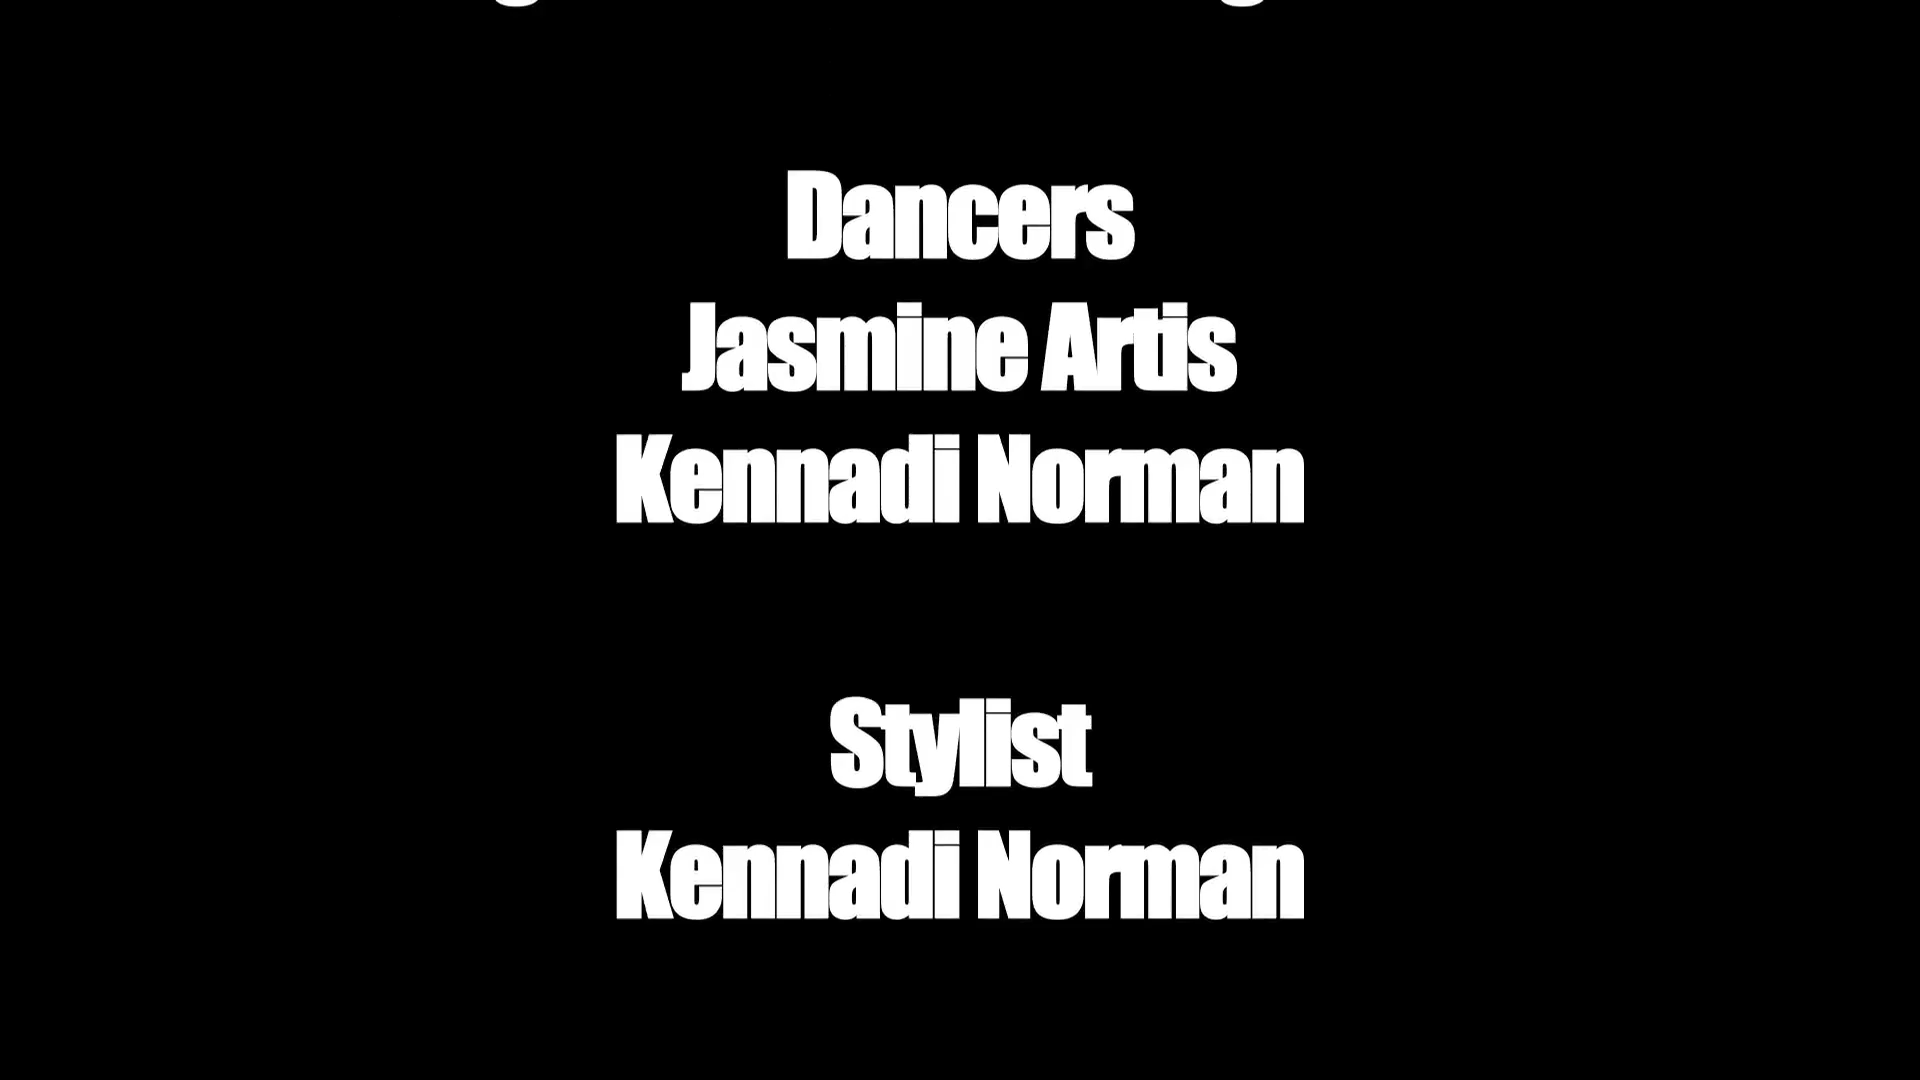 Dancers
Jasmine Artis
Kennadi Norman
Stylist
Kennadi Norman